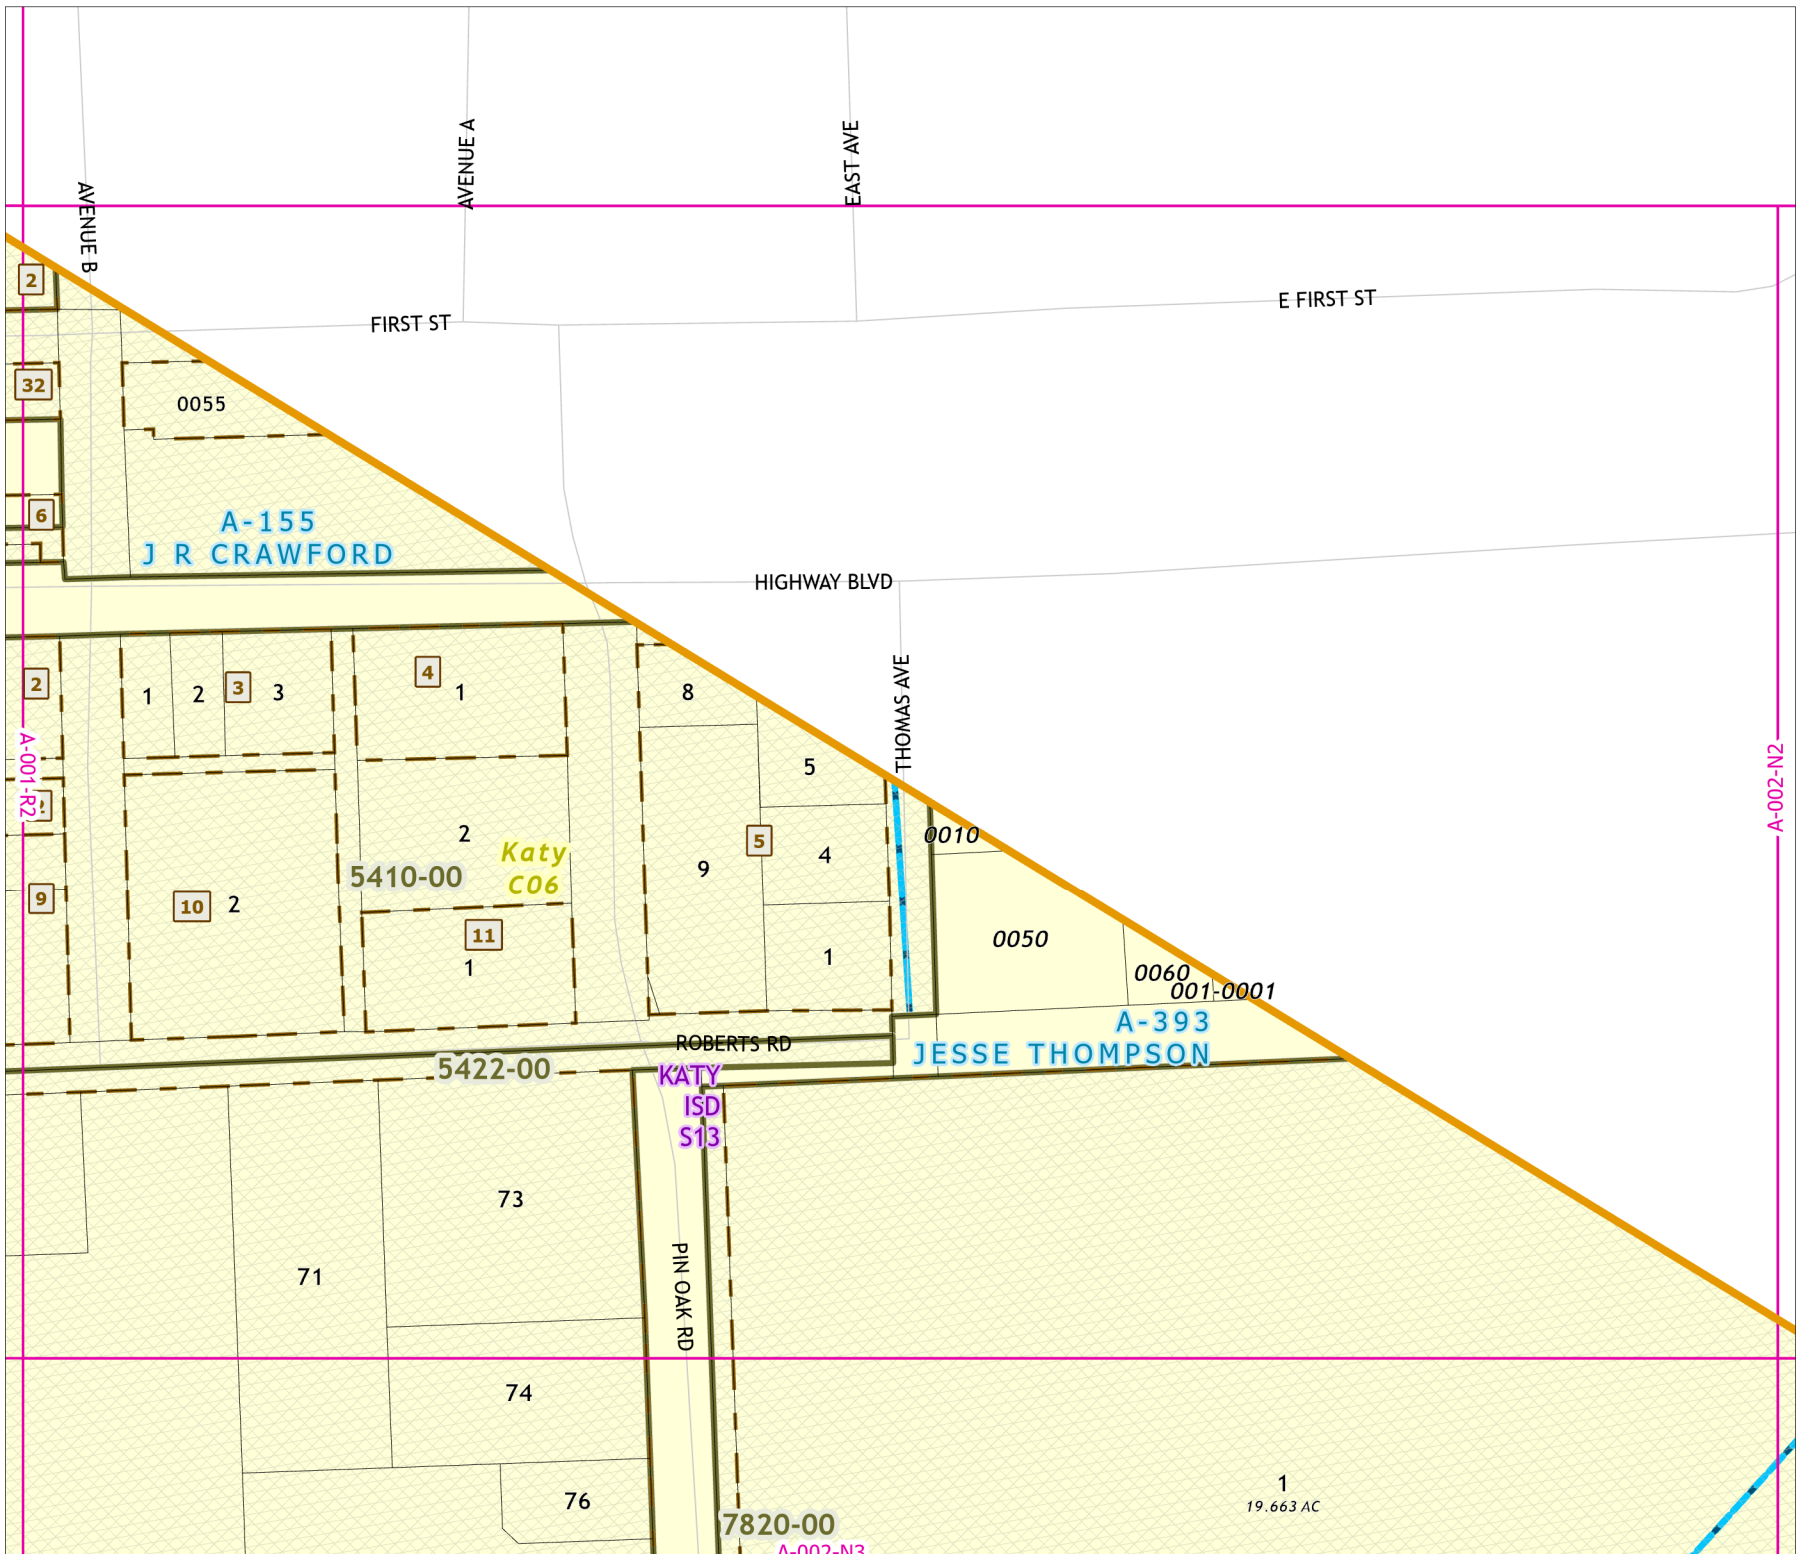 AVENUE A
EAST AVE
AVENUE B
2
E FIRST ST
FIRST ST
32
0055
6
A-155
J R CRAWFORD
HIGHWAY BLVD
2
1
2
3
3
4
1
8
THOMAS AVE
A-001-R2
A-002-N2
5
2
0010
Katy
C06
5
4
9
5410-00
9
10
2
11
1
1
0050
0060
001-0001
A-393
JESSE THOMPSON
ROBERTS RD
5422-00
KATY
ISD
S13
73
71
PIN OAK RD
74
76
1
19.663 AC
7820-00
A-002-N3